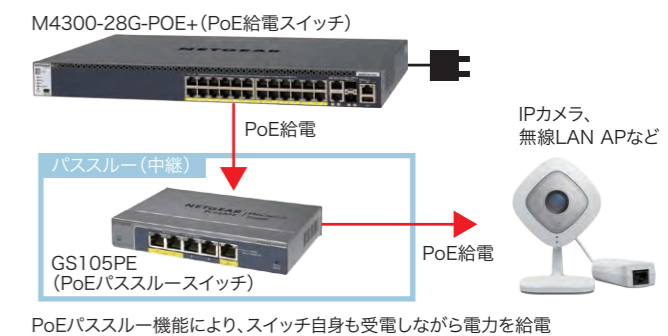 M4300-28G-POE+（PoE給電スイッチ）
NETGEAR
PoE給電
IPカメラ、
無線LAN APなど
パススルー（中継）
NETGEAR
PoE給電
GS105PE
（PoEパススルースイッチ）
PoEパススルー機能により、スイッチ自身も受電しながら電力を給電